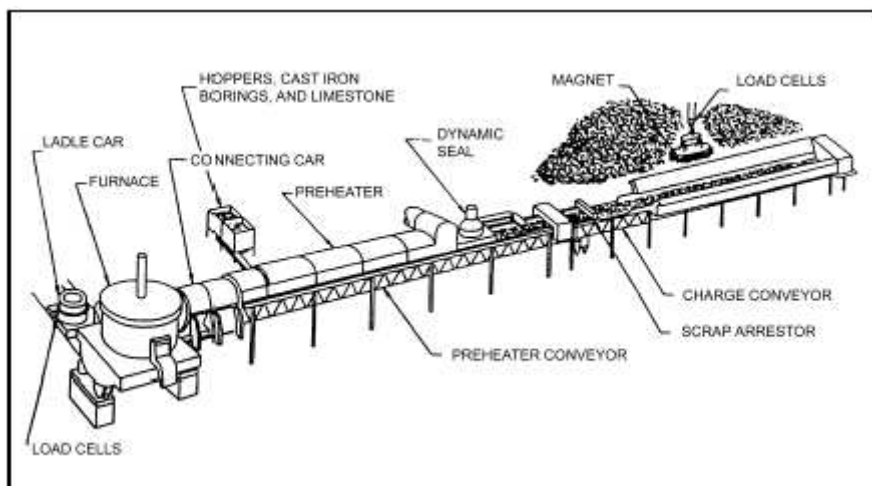 HOPPERS, CAST IRON
BORINGS, AND LIMESTONE
MAGNET
LOAD CELLS
LADLE CAR
DYNAMIC
SEAL
CONNECTING CAR
FURNACE
PREHEATER
CHARGE CONVEYOR
SCRAP ARRESTOR
PREHEATER CONVEYOR
LOAD CELLS